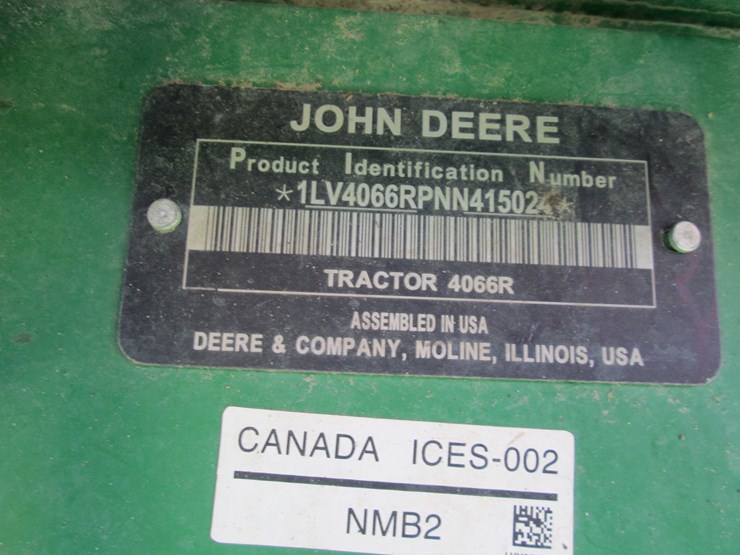 JOHN DEERE
Product Identification Number
*1LV4066RPNN41502
TRACTOR 4066R
ASSEMBLED IN USA
DEERE & COMPANY, MOLINE, ILLINOIS, USA
CANADA ICES-002
NMB2